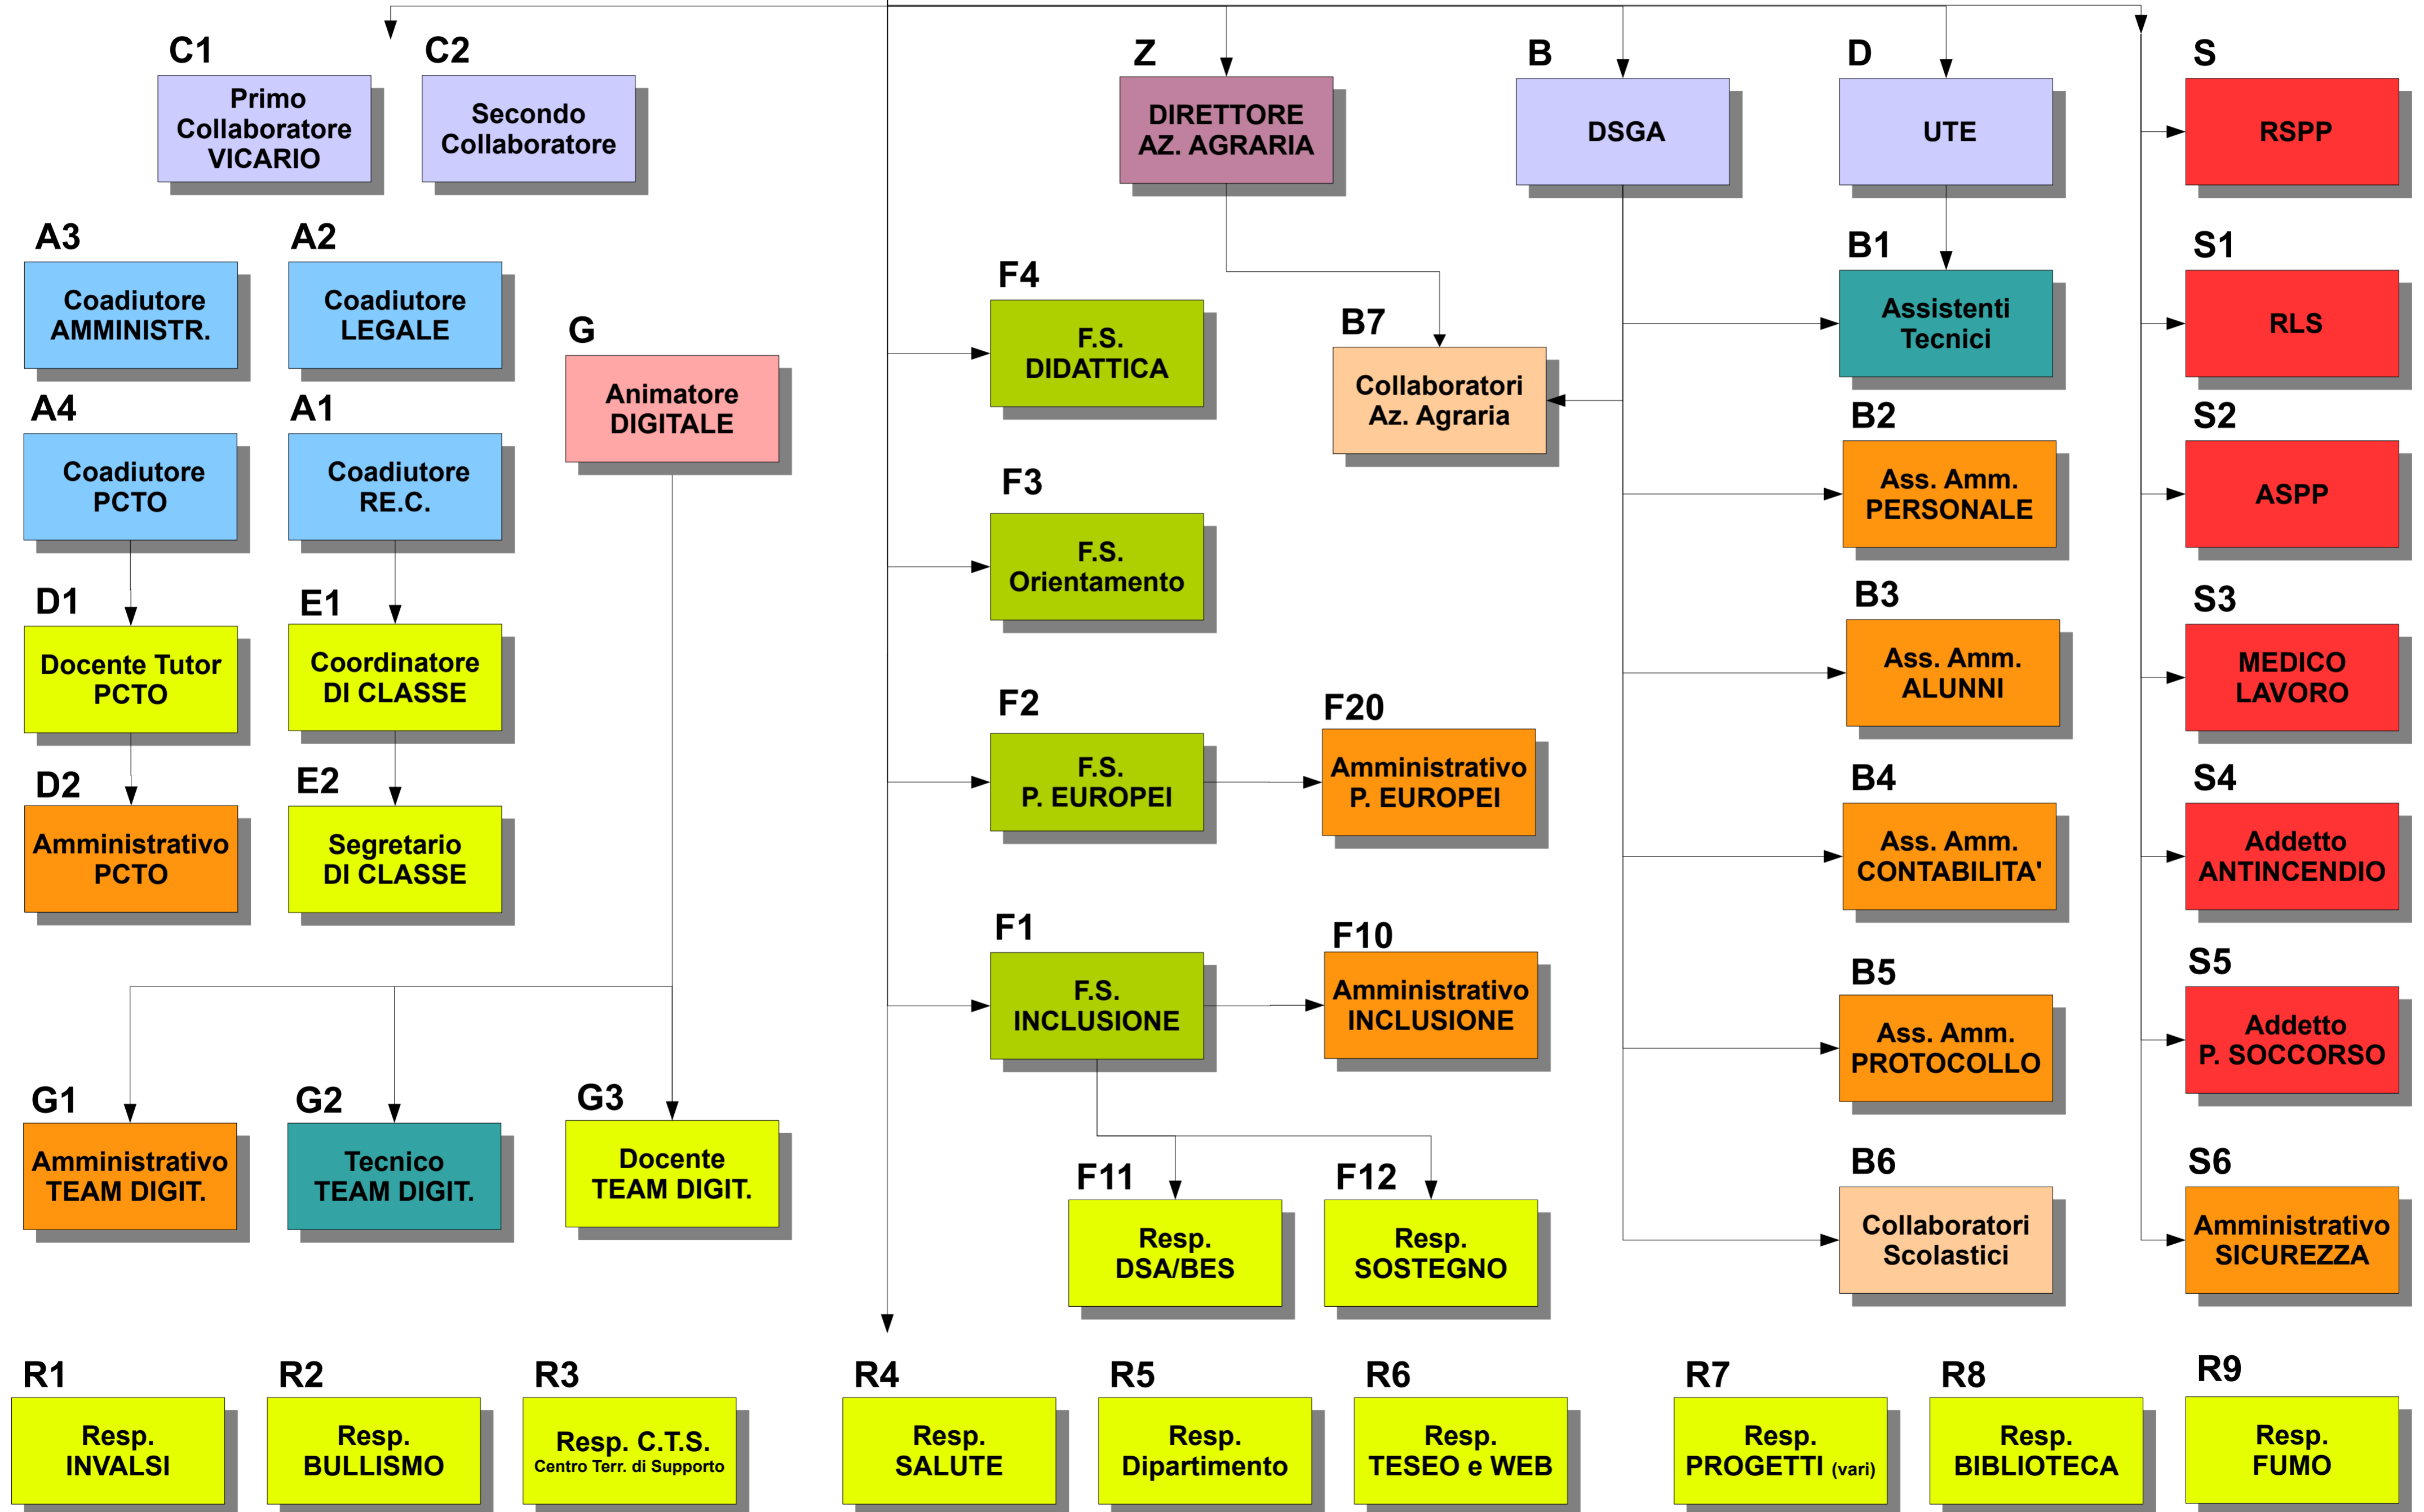 C1
Primo
Collaboratore
VICARIO
C2
Secondo
Collaboratore
Z
DIRETTORE
AZ. AGRARIA
B
DSGA
D
UTE
S
RSPP
A3
Coadiutore
AMMINISTR.
A2
Coadiutore
LEGALE
G
Animatore
DIGITALE
F4
F.S.
DIDATTICA
B7
Collaboratori
Az. Agraria
B1
Assistenti
Tecnici
S1
RLS
A4
Coadiutore
PCTO
A1
Coadiutore
RE.C.
F3
F.S.
Orientamento
B2
Ass. Amm.
PERSONALE
S2
ASPP
D1
Docente Tutor
PCTO
E1
Coordinatore
DI CLASSE
F2
F.S.
P. EUROPEI
F20
Amministrativo
P. EUROPEI
B3
Ass. Amm.
ALUNNI
S3
MEDICO
LAVORO
D2
Amministrativo
PCTO
E2
Segretario
DI CLASSE
B4
Ass. Amm.
CONTABILITA'
S4
Addetto
ANTINCENDIO
F1
F.S.
INCLUSIONE
F10
Amministrativo
INCLUSIONE
B5
Ass. Amm.
PROTOCOLLO
S5
Addetto
P. SOCCORSO
G1
Amministrativo
TEAM DIGIT.
G2
Tecnico
TEAM DIGIT.
G3
Docente
TEAM DIGIT.
F11
Resp.
DSA/BES
F12
Resp.
SOSTEGNO
B6
Collaboratori
Scolastici
S6
Amministrativo
SICUREZZA
R1
Resp.
INVALSI
R2
Resp.
BULLISMO
R3
Resp. C.T.S.
Centro Terr. di Supporto
R4
Resp.
SALUTE
R5
Resp.
Dipartimento
R6
Resp.
TESEO e WEB
R7
Resp.
PROGETTI (vari)
R8
Resp.
BIBLIOTECA
R9
Resp.
FUMO